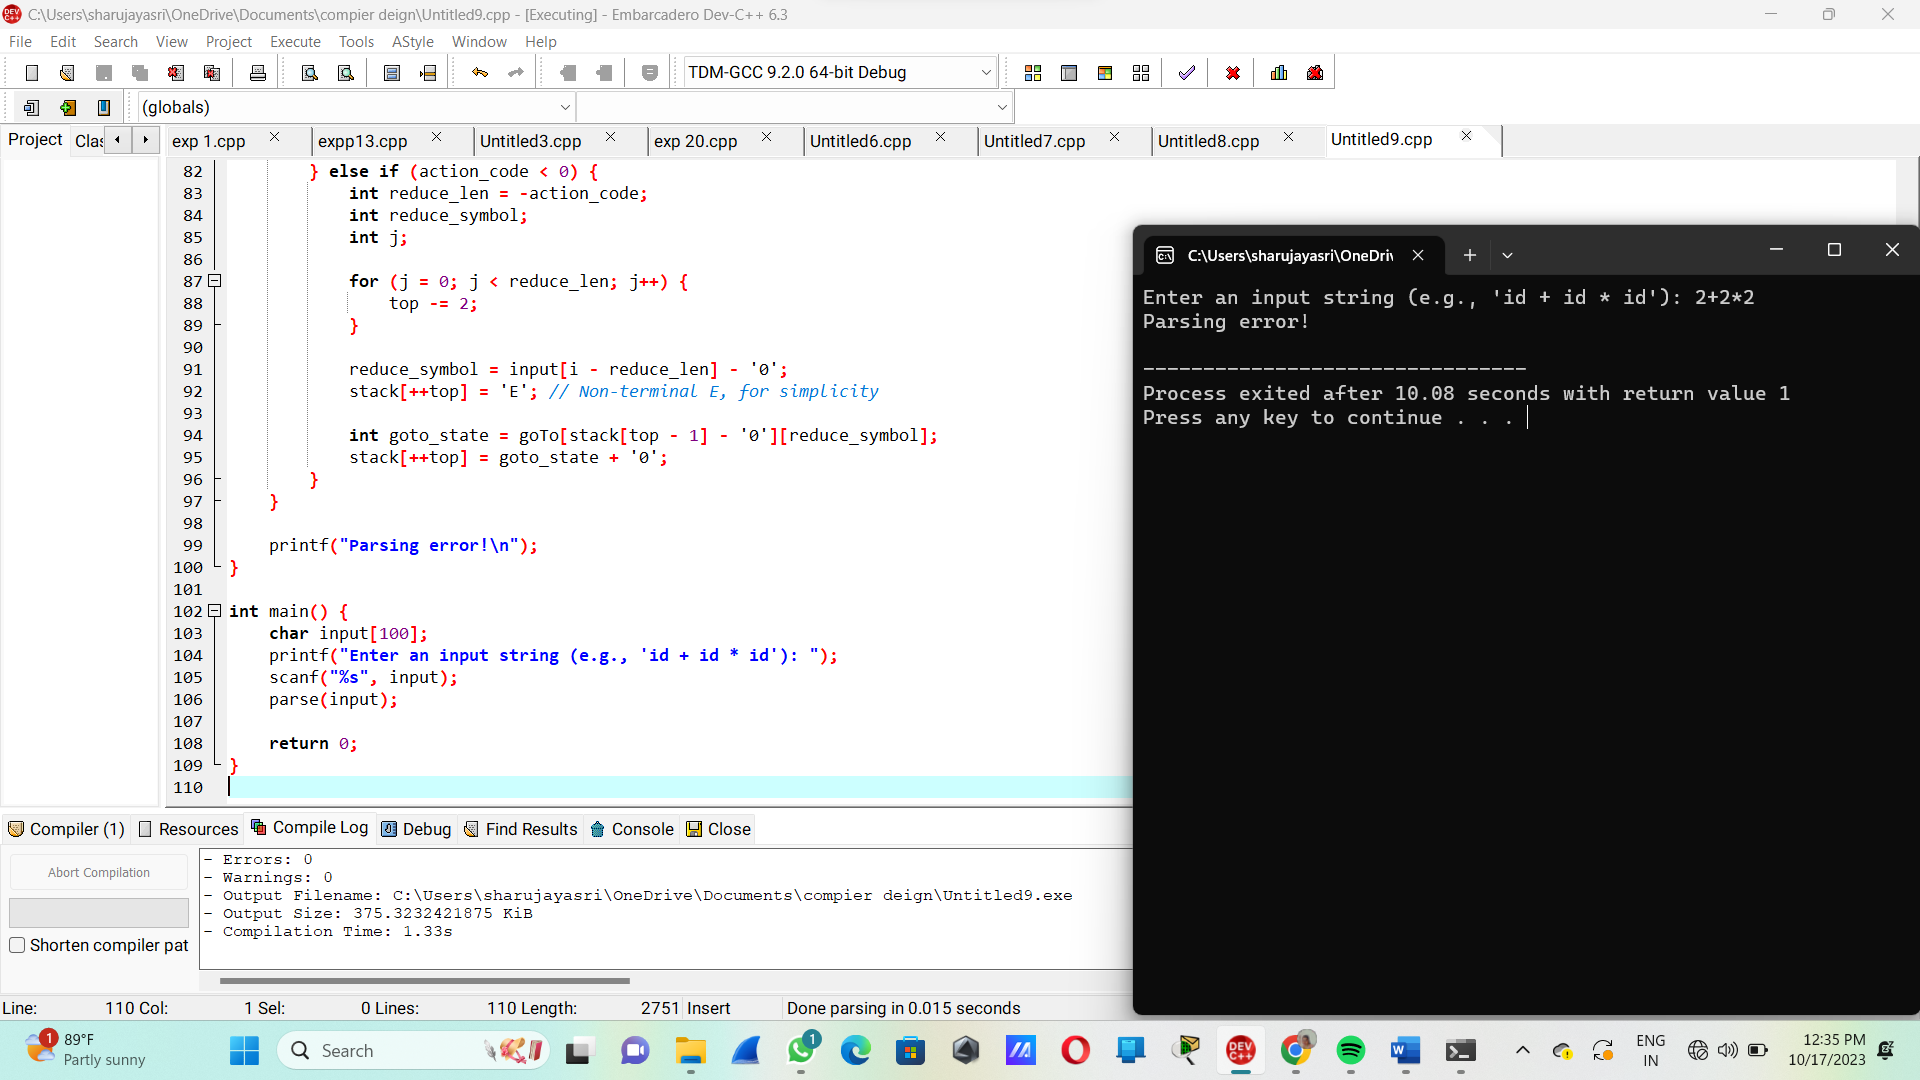 C:\Users\sharujayasri\OneDrive\Documents\compier deign\Untitled9.cpp - [Executing] - Embarcadero Dev-C++ 6.3
File Edit Search View Project Execute Tools AStyle Window Help
TDM-GCC 9.2.0 64-bit Debug
(globals)
Project Clas
exp 1.cpp expp13.cpp Untitled3.cpp exp 20.cpp Untitled6.cpp Untitled7.cpp Untitled8.cpp Untitled9.cpp
82 } else if (action_code < 0) {
83 int reduce_len = -action_code;
84 int reduce_symbol;
85 int j;
86
87 for (j = 0; j < reduce_len; j++) {
88 top -= 2;
89 }
90
91 reduce_symbol = input[i - reduce_len] - '0';
92 stack[++top] = 'E'; // Non-terminal E, for simplicity
93
94 int goto_state = goTo[stack[top - 1] - '0'][reduce_symbol];
95 stack[++top] = goto_state + '0';
96 }
97 }
98
99 printf("Parsing error!\n");
100 }
101
102 int main() {
103 char input[100];
104 printf("Enter an input string (e.g., 'id + id * id'): ");
105 scanf("%s", input);
106 parse(input);
107
108 return 0;
109 }
110
C:\Users\sharujayasri\OneDriv
Enter an input string (e.g., 'id + id * id'): 2+2*2
Parsing error!
--------------------------------
Process exited after 10.08 seconds with return value 1
Press any key to continue . . .
Compiler (1) Resources Compile Log Debug Find Results Console Close
Abort Compilation
Shorten compiler pat
- Errors: 0
- Warnings: 0
- Output Filename: C:\Users\sharujayasri\OneDrive\Documents\compier deign\Untitled9.exe
- Output Size: 375.3232421875 KiB
- Compilation Time: 1.33s
Line: 110 Col: 1 Sel: 0 Lines: 110 Length: 2751 Insert Done parsing in 0.015 seconds
1
89°F
Partly sunny
Search
1
DEV C++
ENG
IN
12:35 PM
10/17/2023